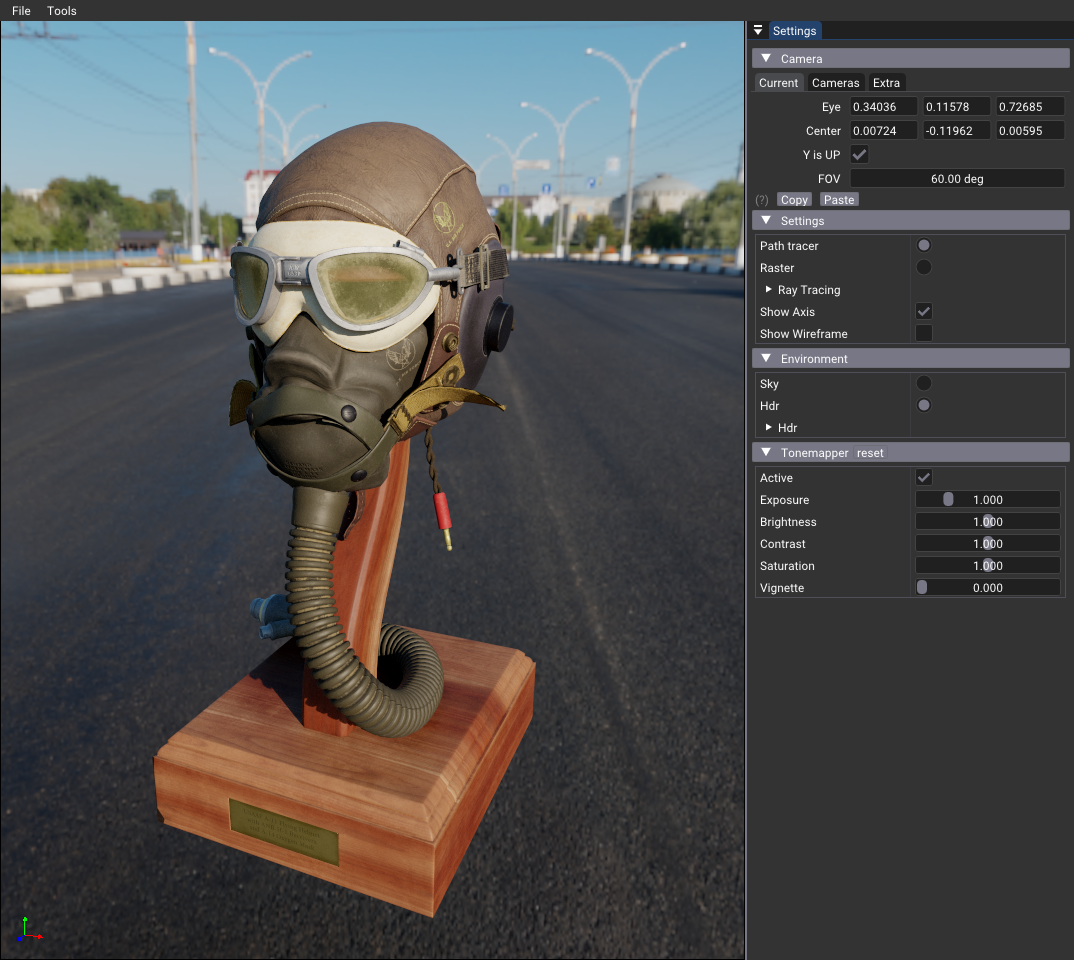 File Tools
Settings
Camera
Current Cameras Extra
Eye 0.34036 0.11578 0.72685
Center 0.00724 -0.11962 0.00595
Y is UP
FOV 60.00 deg
(?) Copy Paste
Settings
Path tracer
Raster
Ray Tracing
Show Axis
Show Wireframe
Environment
Sky
Hdr
Hdr
Tonemapper reset
Active
Exposure 1.000
Brightness 1.000
Contrast 1.000
Saturation 1.000
Vignette 0.000